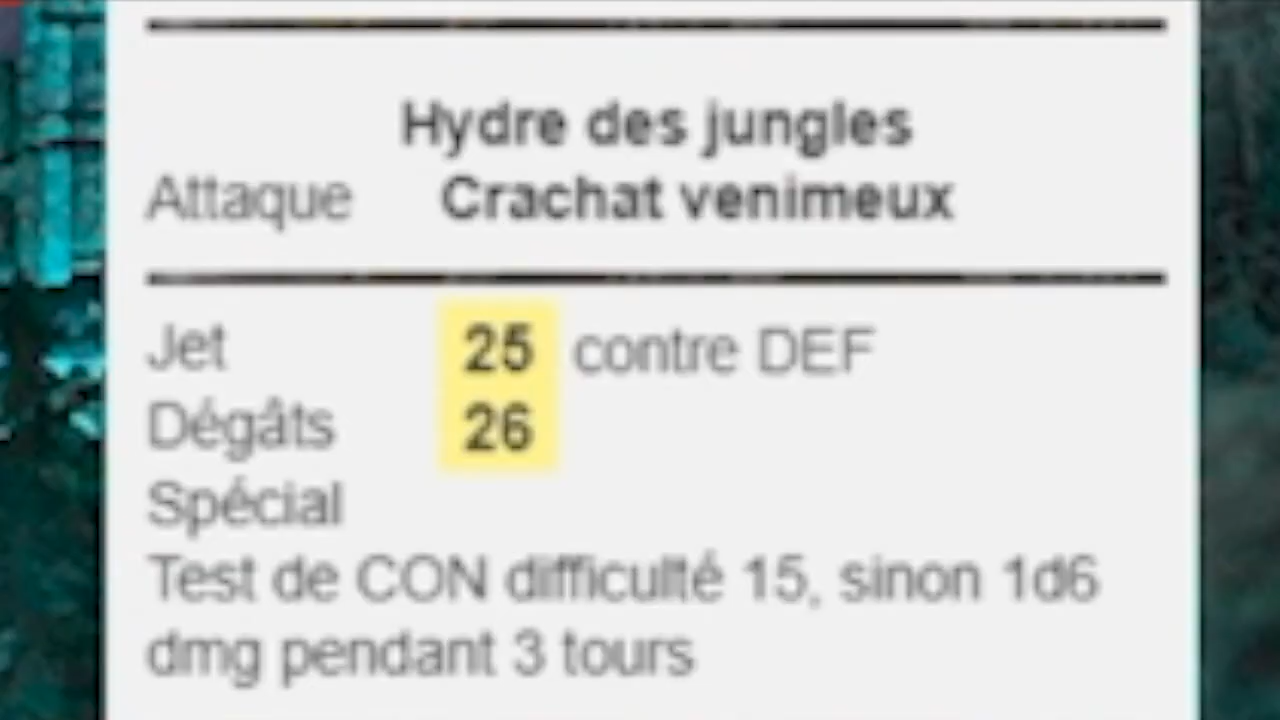 Hydre des jungles
Attaque Crachat venimeux
Jet 25 contre DEF
Dégâts 26
Spécial
Test de CON difficulté 15, sinon 1d6
dmg pendant 3 tours